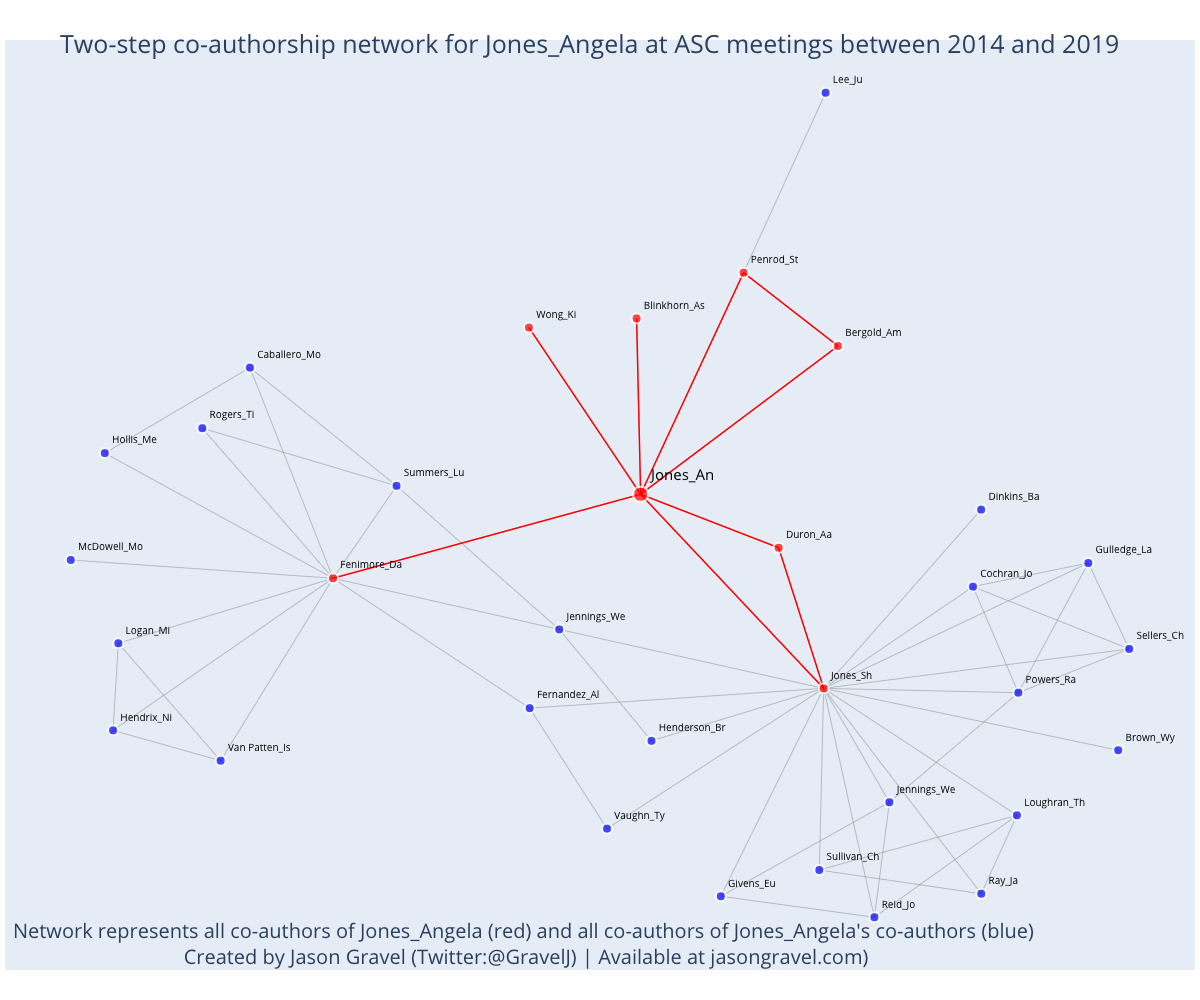 Two-step co-authorship network for Jones_Angela at ASC meetings between 2014 and 2019
Lee_Ju
Penrod_St
Blinkhorn_As
Wong_Ki
Bergold_Am
Caballero_Mo
Rogers_Ti
Hollis_Me
Summers_Lu
Jones_An
Dinkins_Ba
Duron_Aa
McDowell_Mo
Gulledge_La
Fenimore_Da
Cochran_Jo
Jennings_We
Logan_Mi
Sellers_Ch
Jones_Sh
Powers_Ra
Fernandez_Al
Hendrix_Ni
Henderson_Br
Brown_Wy
Van Patten_Is
Jennings_We
Loughran_Th
Vaughn_Ty
Sullivan_Ch
Ray_Ja
Givens_Eu
Reid_Jo
Network represents all co-authors of Jones_Angela (red) and all co-authors of Jones_Angela's co-authors (blue)
Created by Jason Gravel (Twitter:@GravelJ) | Available at jasongravel.com)